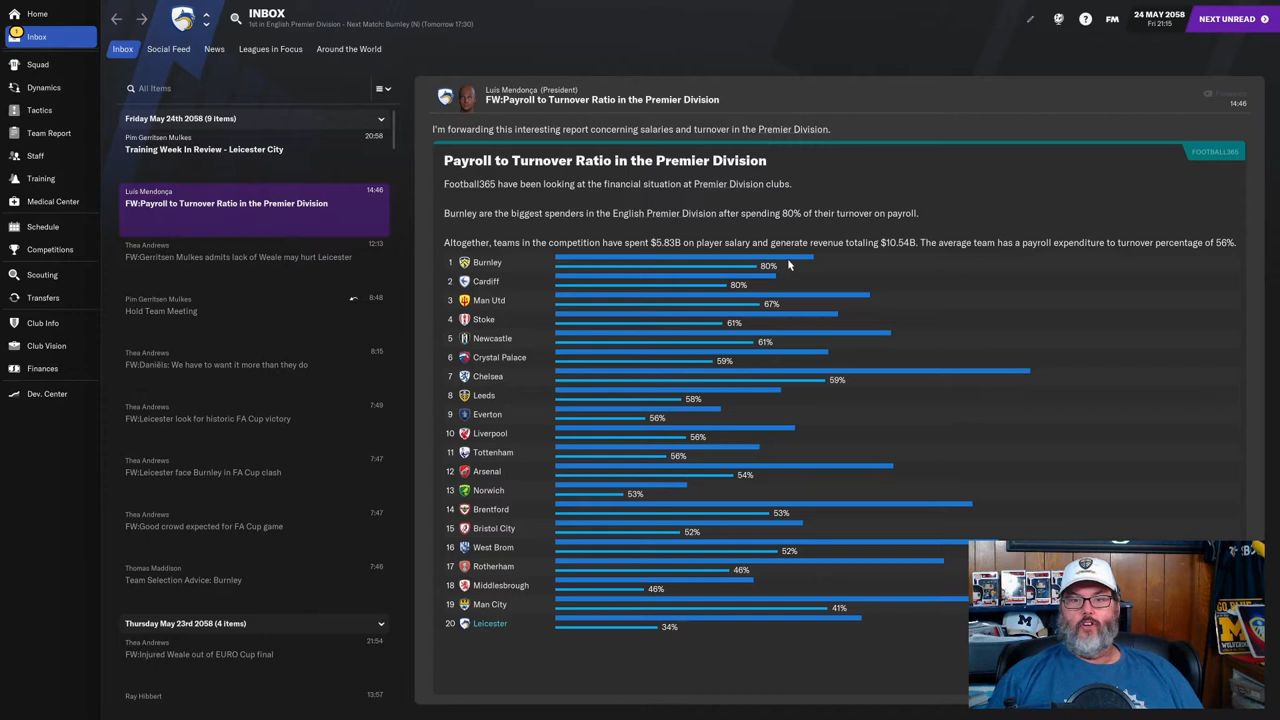 INBOX
1st in English Premier Division - Next Match: Burnley (N) (Tomorrow 17:30)
FM
24 MAY 2058
Fri 21:15
NEXT UNREAD
Home
1
Inbox
Squad
Dynamics
Tactics
Team Report
Staff
Training
Medical Center
Schedule
Competitions
Scouting
Transfers
Club Info
Club Vision
Finances
Dev. Center
Inbox
Social Feed
News
Leagues in Focus
Around the World
All Items
Friday May 24th 2058 (9 items)
Pim Gerritsen Mulkes 20:58
Training Week In Review - Leicester City
Luís Mendonça 14:46
FW:Payroll to Turnover Ratio in the Premier Division
Thea Andrews 12:13
FW:Gerritsen Mulkes admits lack of Weale may hurt Leicester
Pim Gerritsen Mulkes 8:48
Hold Team Meeting
Thea Andrews 8:15
FW:Daniëls: We have to want it more than they do
Thea Andrews 7:49
FW:Leicester look for historic FA Cup victory
Thea Andrews 7:47
FW:Leicester face Burnley in FA Cup clash
Thea Andrews 7:47
FW:Good crowd expected for FA Cup game
Thomas Maddison 7:46
Team Selection Advice: Burnley
Thursday May 23rd 2058 (4 items)
Thea Andrews 21:54
FW:Injured Weale out of EURO Cup final
Ray Hibbert 13:57
Luís Mendonça (President)
FW:Payroll to Turnover Ratio in the Premier Division
Finances
14:46
I'm forwarding this interesting report concerning salaries and turnover in the Premier Division.
Payroll to Turnover Ratio in the Premier Division
FOOTBALL365
Football365 have been looking at the financial situation at Premier Division clubs.
Burnley are the biggest spenders in the English Premier Division after spending 80% of their turnover on payroll.
Altogether, teams in the competition have spent $5.83B on player salary and generate revenue totaling $10.54B. The average team has a payroll expenditure to turnover percentage of 56%.
1 Burnley 80%
2 Cardiff 80%
3 Man Utd 67%
4 Stoke 61%
5 Newcastle 61%
6 Crystal Palace 59%
7 Chelsea 59%
8 Leeds 58%
9 Everton 56%
10 Liverpool 56%
11 Tottenham 56%
12 Arsenal 54%
13 Norwich 53%
14 Brentford 53%
15 Bristol City 52%
16 West Brom 52%
17 Rotherham 46%
18 Middlesbrough 46%
19 Man City 41%
20 Leicester 34%
GO BLUE